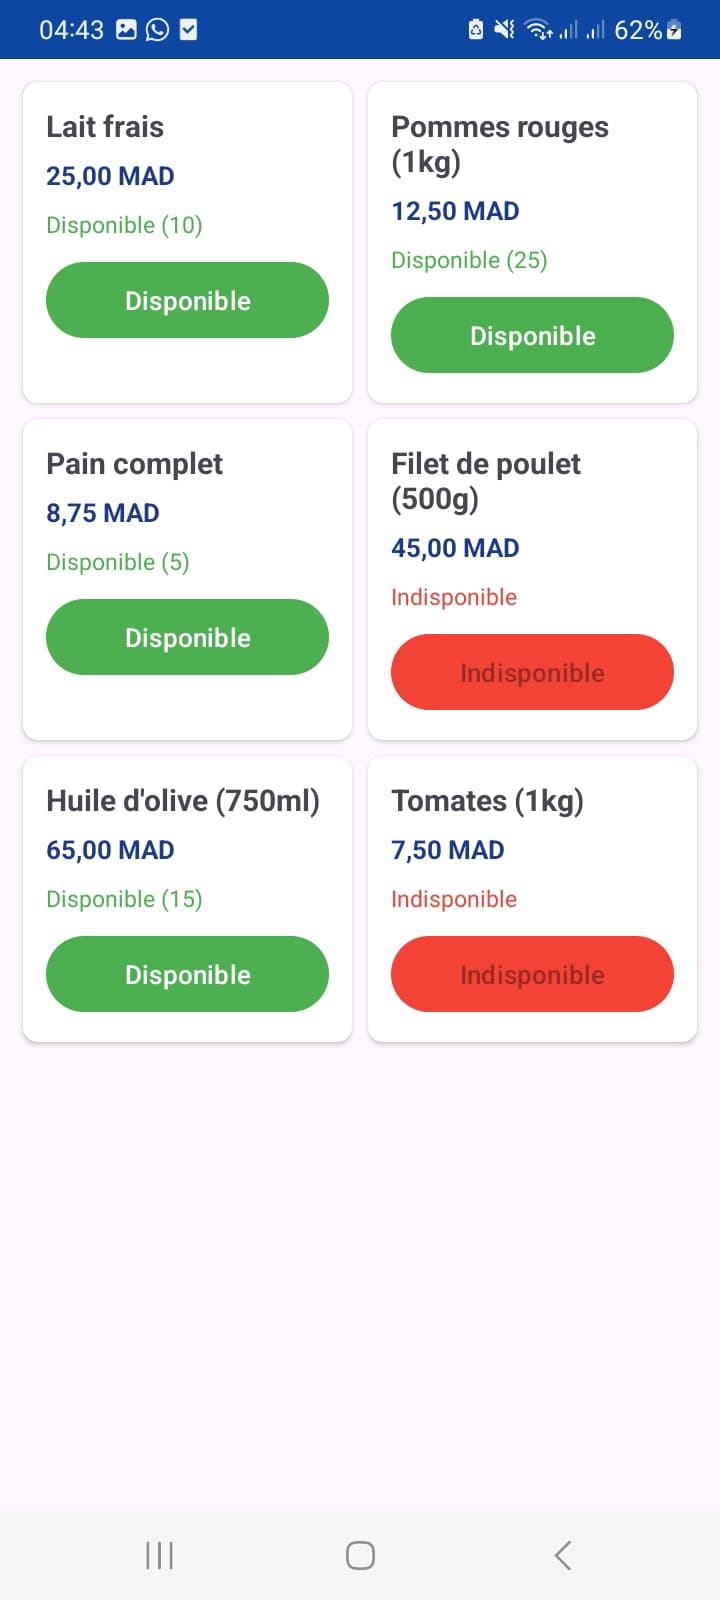 04:43
62%
Lait frais
25,00 MAD
Disponible (10)
Disponible
Pommes rouges
(1kg)
12,50 MAD
Disponible (25)
Disponible
Pain complet
8,75 MAD
Disponible (5)
Disponible
Filet de poulet
(500g)
45,00 MAD
Indisponible
Indisponible
Huile d'olive (750ml)
65,00 MAD
Disponible (15)
Disponible
Tomates (1kg)
7,50 MAD
Indisponible
Indisponible